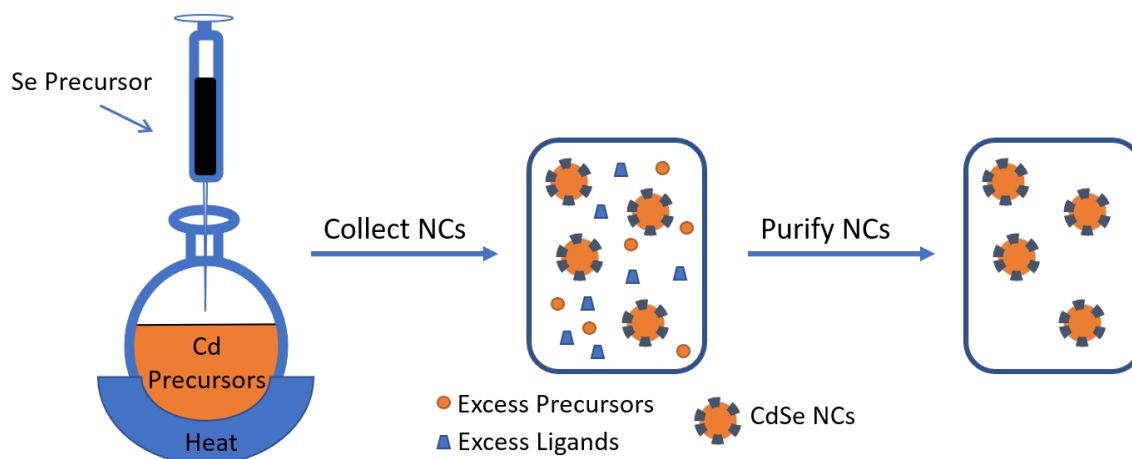 Se Precursor
Collect NCs
Purify NCs
Cd
Precursors
Heat
Excess Precursors
Excess Ligands
CdSe NCs